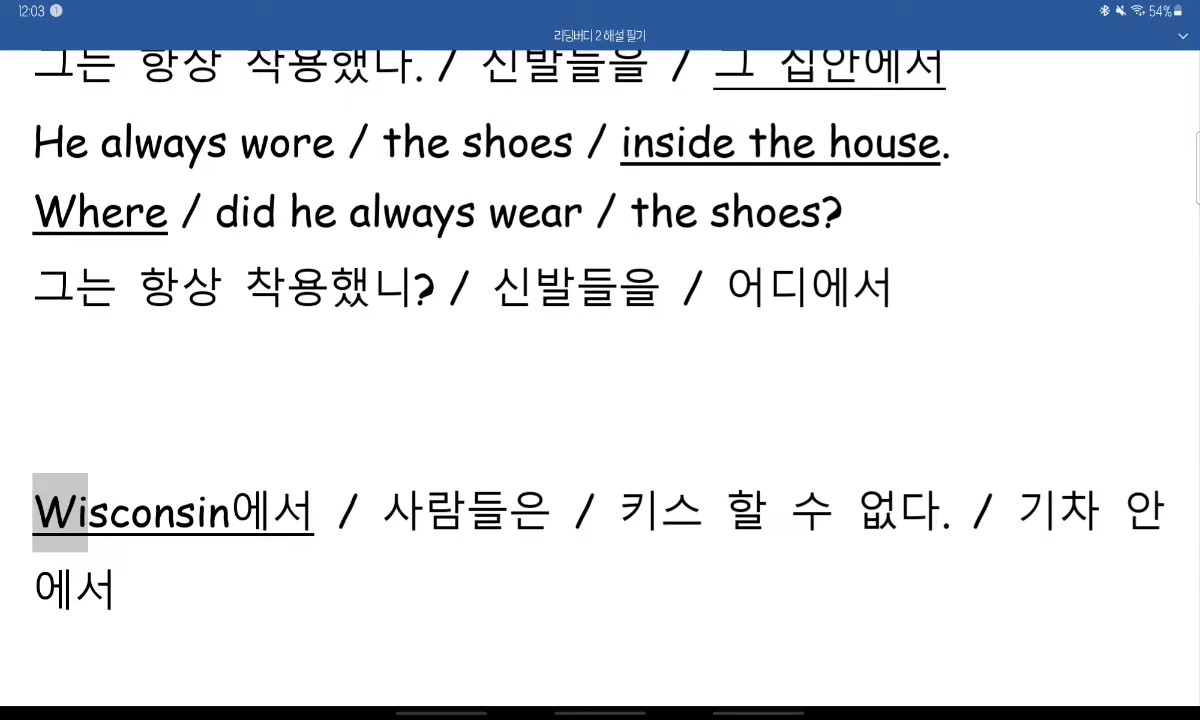 12:03 1 54%
리딩버디 2 해설 필기
그는 항상 착용했다. / 신발들을 / 그 집안에서
He always wore / the shoes / inside the house.
Where / did he always wear / the shoes?
그는 항상 착용했니? / 신발들을 / 어디에서
Wisconsin에서 / 사람들은 / 키스 할 수 없다. / 기차 안
에서